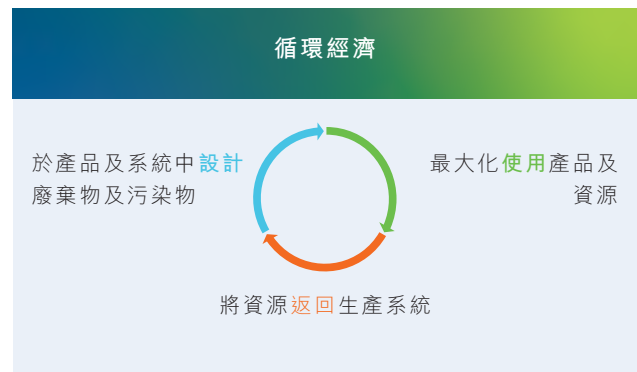 循環經濟
於產品及系統中設計
廢棄物及污染物
最大化使用產品及
資源
將資源返回生產系統